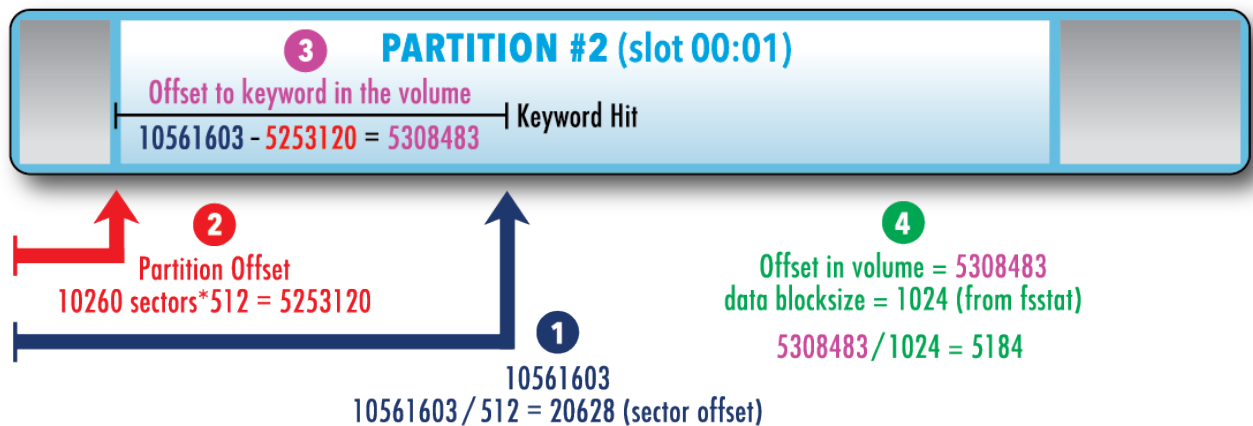 PARTITION #2 (slot 00:01)
3
Offset to keyword in the volume
Keyword Hit
10561603 - 5253120 = 5308483
2
Partition Offset
10260 sectors*512 = 5253120
1
10561603
10561603/512 = 20628 (sector offset)
4
Offset in volume = 5308483
data blocksize = 1024 (from fsstat)
5308483/1024 = 5184